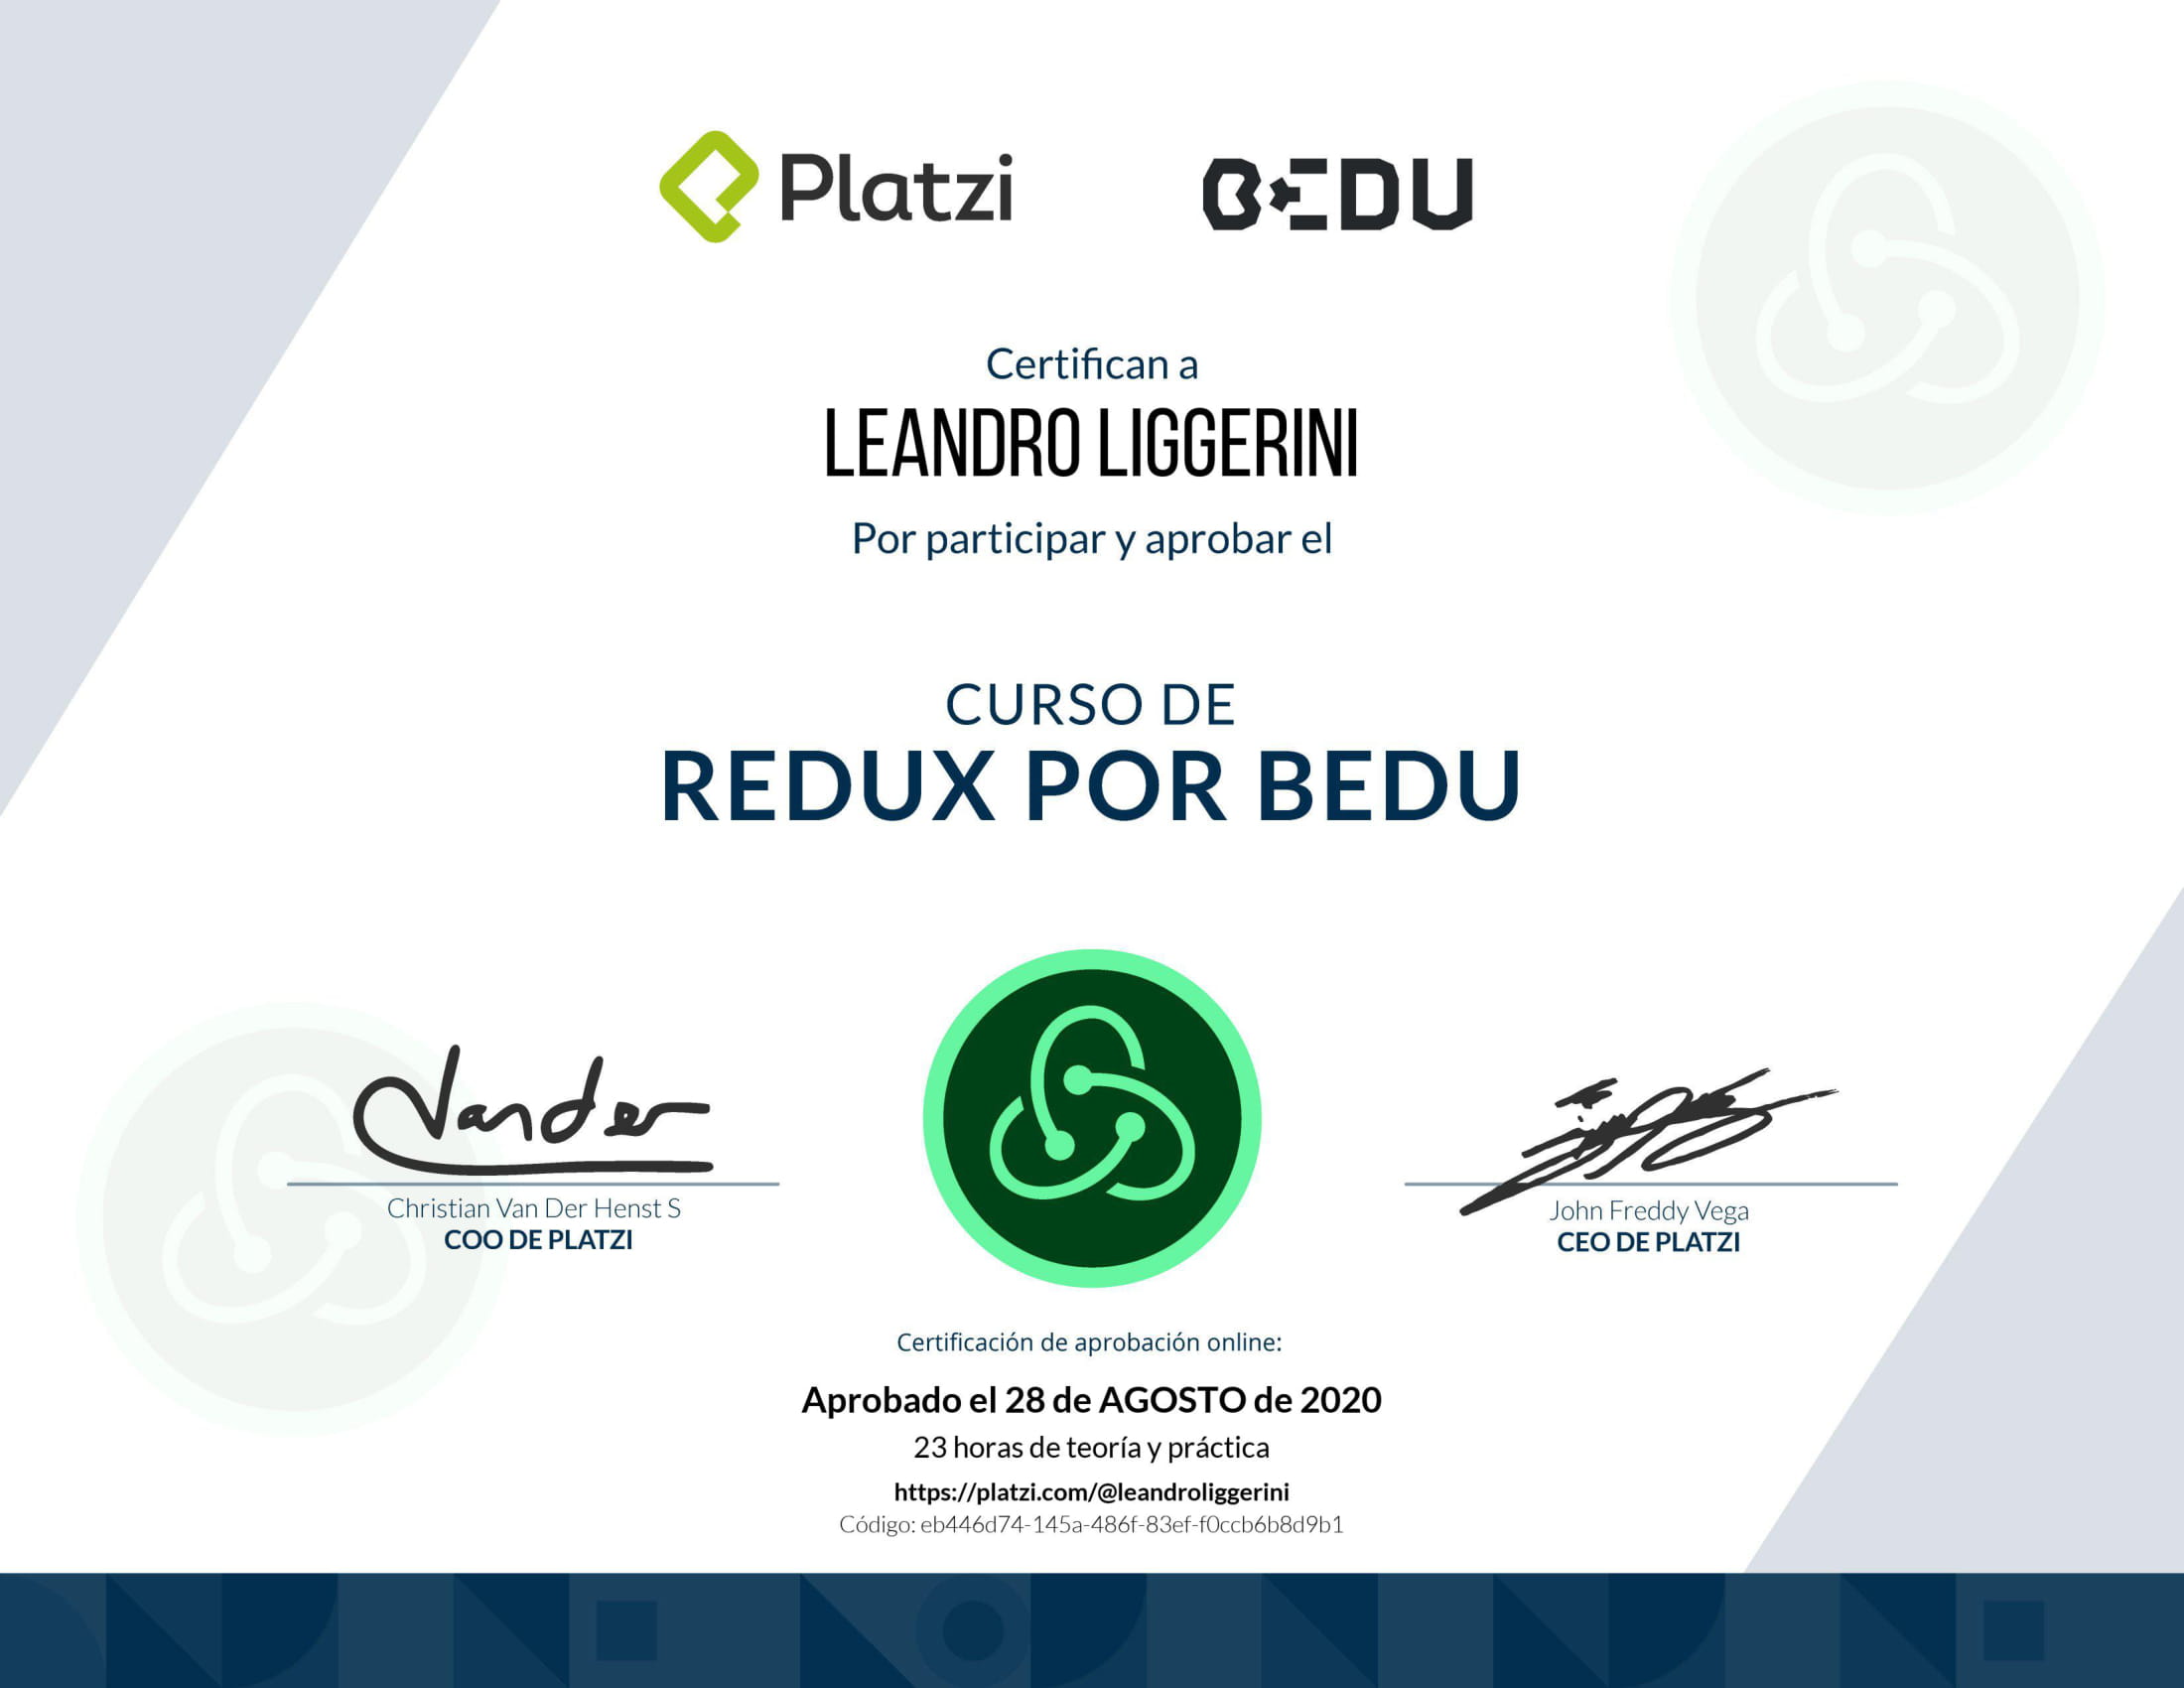 Platzi
BEDU
Certifican a
LEANDRO LIGGERINI
Por participar y aprobar el
CURSO DE
REDUX POR BEDU
Vander
Christian Van Der Henst S
COO DE PLATZI
John Freddy Vega
CEO DE PLATZI
Certificación de aprobación online:
Aprobado el 28 de AGOSTO de 2020
23 horas de teoría y práctica
https://platzi.com/@leandroliggerini
Código: eb446d74-145a-486f-83ef-f0ccb6b8d9b1